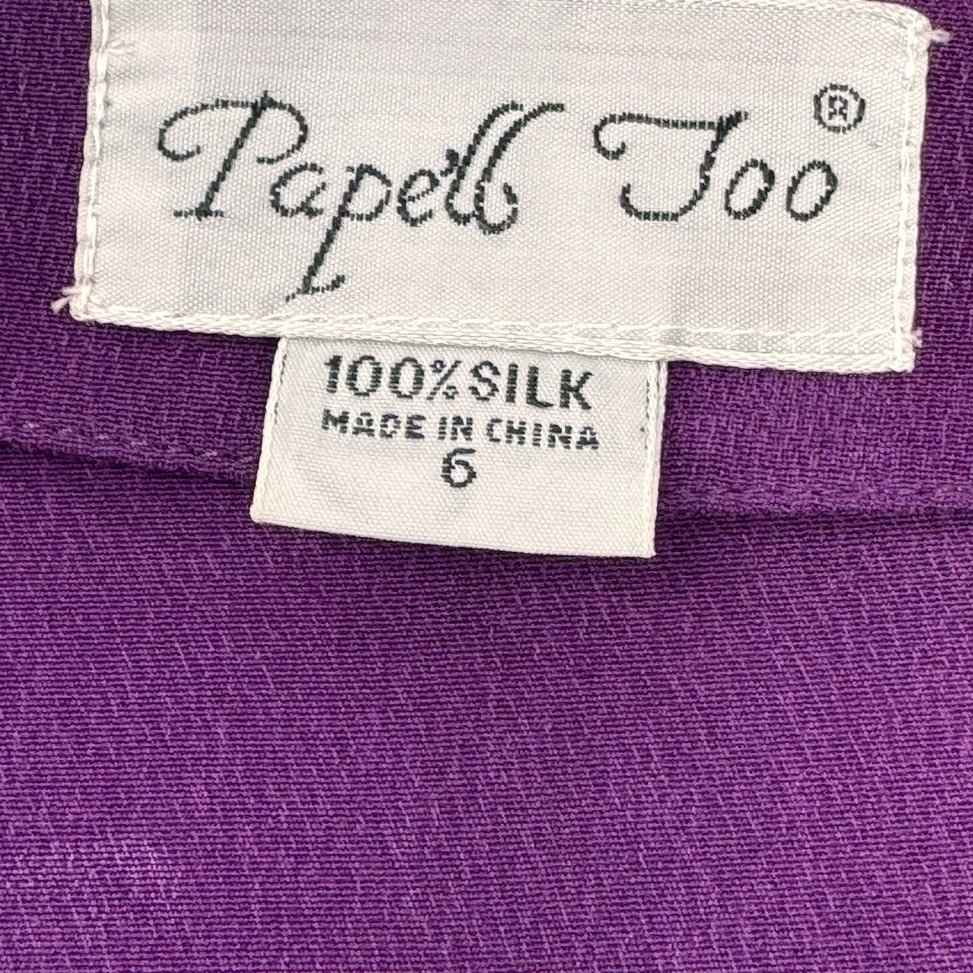 Papell Too ®
100% SILK
MADE IN CHINA
6